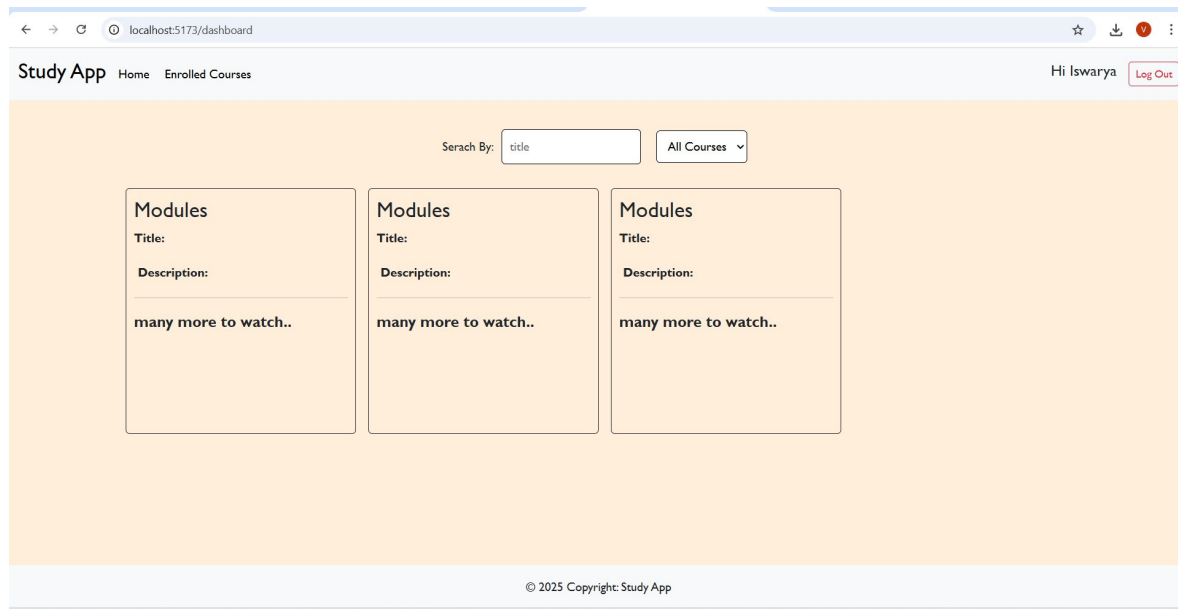 localhost:5173/dashboard
V
Study App Home Enrolled Courses Hi Iswarya Log Out
Serach By: title All Courses
Modules Modules Modules
Title: Title: Title:
Description: Description: Description:
many more to watch.. many more to watch.. many more to watch..
© 2025 Copyright: Study App